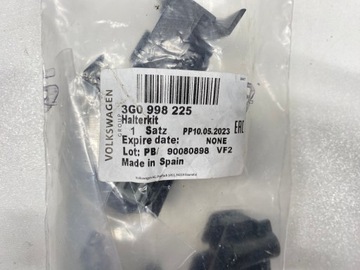 VOLKSWAGEN
GROUP
3G0 998 225
Halterkit
1 Satz PP10.05.2023
EAC
Expire date: NONE
Lot: PB/ 90080898 VF2
Made in Spain